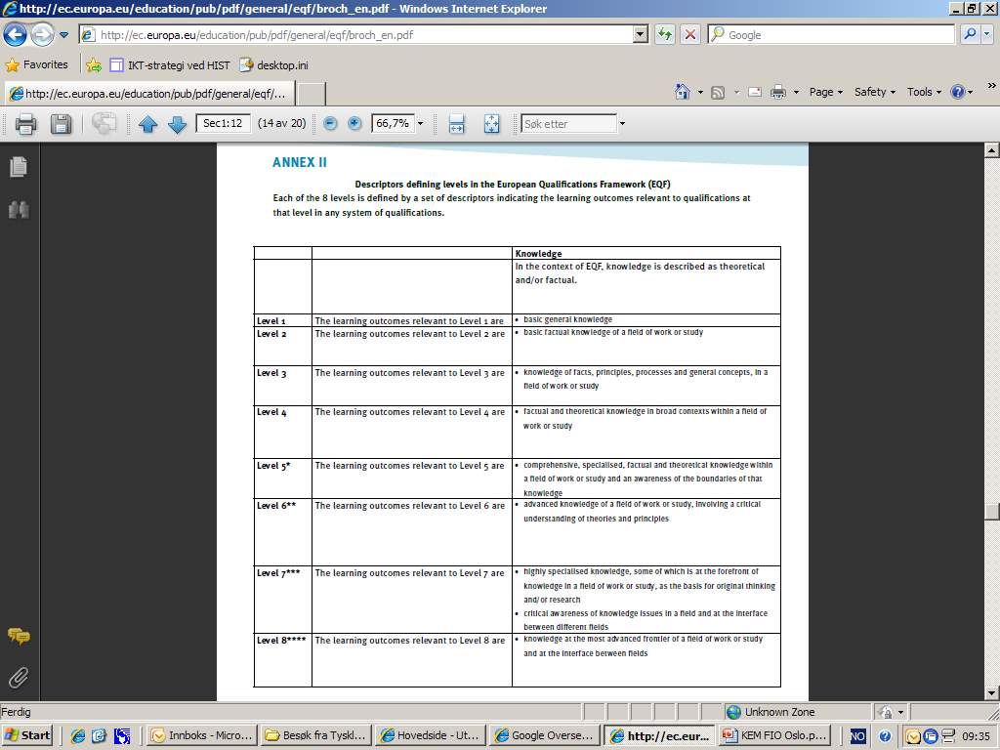 http://ec.europa.eu/education/pub/pdf/general/eqf/broch_en.pdf - Windows Internet Explorer
http://ec.europa.eu/education/pub/pdf/general/eqf/broch_en.pdf
Google
Favorites
IKT-strategi ved HIST
desktop.ini
http://ec.europa.eu/education/pub/pdf/general/eqf/...
Page
Safety
Tools
»
Sec1:12
(14 av 20)
66,7%
Søk etter
ANNEX II
Descriptors defining levels in the European Qualifications Framework (EQF)
Each of the 8 levels is defined by a set of descriptors indicating the learning outcomes relevant to qualifications at
that level in any system of qualifications.
Knowledge
In the context of EQF, knowledge is described as theoretical
and/or factual.
Level 1 The learning outcomes relevant to Level 1 are • basic general knowledge
Level 2 The learning outcomes relevant to Level 2 are • basic factual knowledge of a field of work or study
Level 3 The learning outcomes relevant to Level 3 are • knowledge of facts, principles, processes and general concepts, in a
field of work or study
Level 4 The learning outcomes relevant to Level 4 are • factual and theoretical knowledge in broad contexts within a field of
work or study
Level 5* The learning outcomes relevant to Level 5 are • comprehensive, specialised, factual and theoretical knowledge within
a field of work or study and an awareness of the boundaries of that
knowledge
Level 6** The learning outcomes relevant to Level 6 are • advanced knowledge of a field of work or study, involving a critical
understanding of theories and principles
Level 7*** The learning outcomes relevant to Level 7 are • highly specialised knowledge, some of which is at the forefront of
knowledge in a field of work or study, as the basis for original thinking
and/or research
• critical awareness of knowledge issues in a field and at the interface
between different fields
Level 8**** The learning outcomes relevant to Level 8 are • knowledge at the most advanced frontier of a field of work or study
and at the interface between fields
Ferdig
Unknown Zone
Start
Innboks - Micro...
Besøk fra Tyskl...
Hovedside - Ut...
Google Overse...
http://ec.eur...
KEM FIO Oslo.p...
NO
09:35